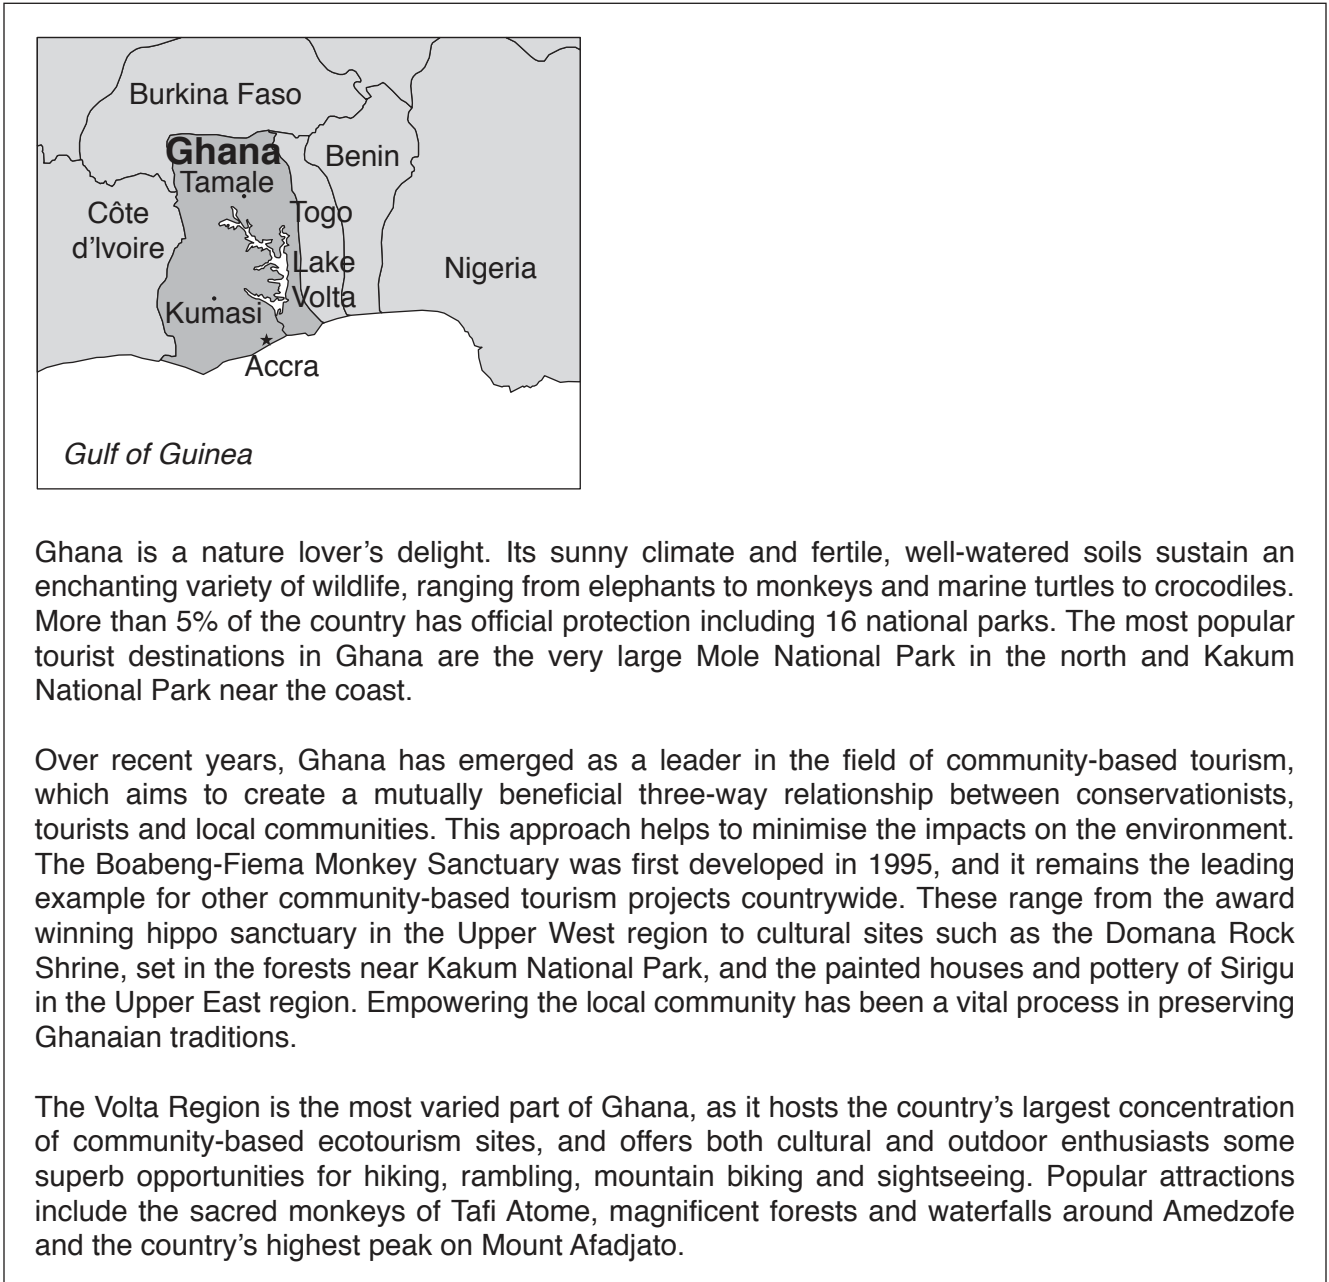 Burkina Faso
Ghana
Benin
Tamale
Côte
d'Ivoire
Togo
Lake
Volta
Nigeria
Kumasi
Accra
Gulf of Guinea
Ghana is a nature lover's delight. Its sunny climate and fertile, well-watered soils sustain an
enchanting variety of wildlife, ranging from elephants to monkeys and marine turtles to crocodiles.
More than 5% of the country has official protection including 16 national parks. The most popular
tourist destinations in Ghana are the very large Mole National Park in the north and Kakum
National Park near the coast.
Over recent years, Ghana has emerged as a leader in the field of community-based tourism,
which aims to create a mutually beneficial three-way relationship between conservationists,
tourists and local communities. This approach helps to minimise the impacts on the environment.
The Boabeng-Fiema Monkey Sanctuary was first developed in 1995, and it remains the leading
example for other community-based tourism projects countrywide. These range from the award
winning hippo sanctuary in the Upper West region to cultural sites such as the Domana Rock
Shrine, set in the forests near Kakum National Park, and the painted houses and pottery of Sirigu
in the Upper East region. Empowering the local community has been a vital process in preserving
Ghanaian traditions.
The Volta Region is the most varied part of Ghana, as it hosts the country's largest concentration
of community-based ecotourism sites, and offers both cultural and outdoor enthusiasts some
superb opportunities for hiking, rambling, mountain biking and sightseeing. Popular attractions
include the sacred monkeys of Tafi Atome, magnificent forests and waterfalls around Amedzofe
and the country's highest peak on Mount Afadjato.